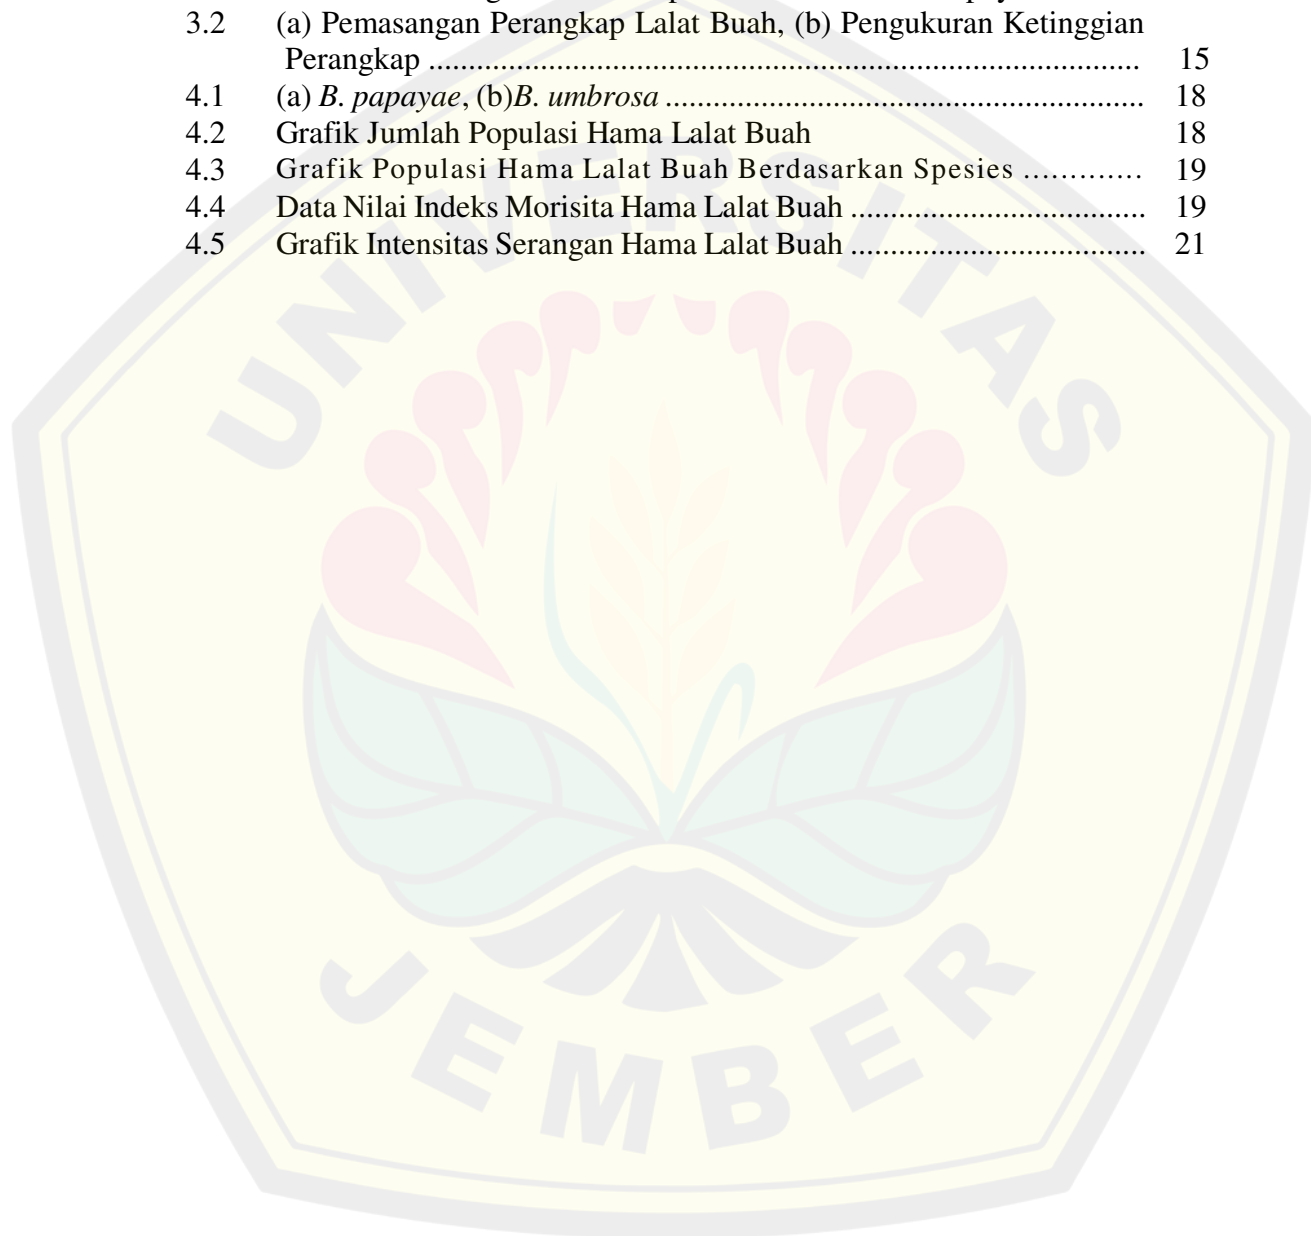 3.2 (a) Pemasangan Perangkap Lalat Buah, (b) Pengukuran Ketinggian
Perangkap .......................................................................................... 15
4.1 (a) B. papayae, (b)B. umbrosa ............................................................ 18
4.2 Grafik Jumlah Populasi Hama Lalat Buah 18
4.3 Grafik Populasi Hama Lalat Buah Berdasarkan Spesies ............. 19
4.4 Data Nilai Indeks Morisita Hama Lalat Buah ..................................... 19
4.5 Grafik Intensitas Serangan Hama Lalat Buah ..................................... 21
UNIVERSITAS
JEMBER